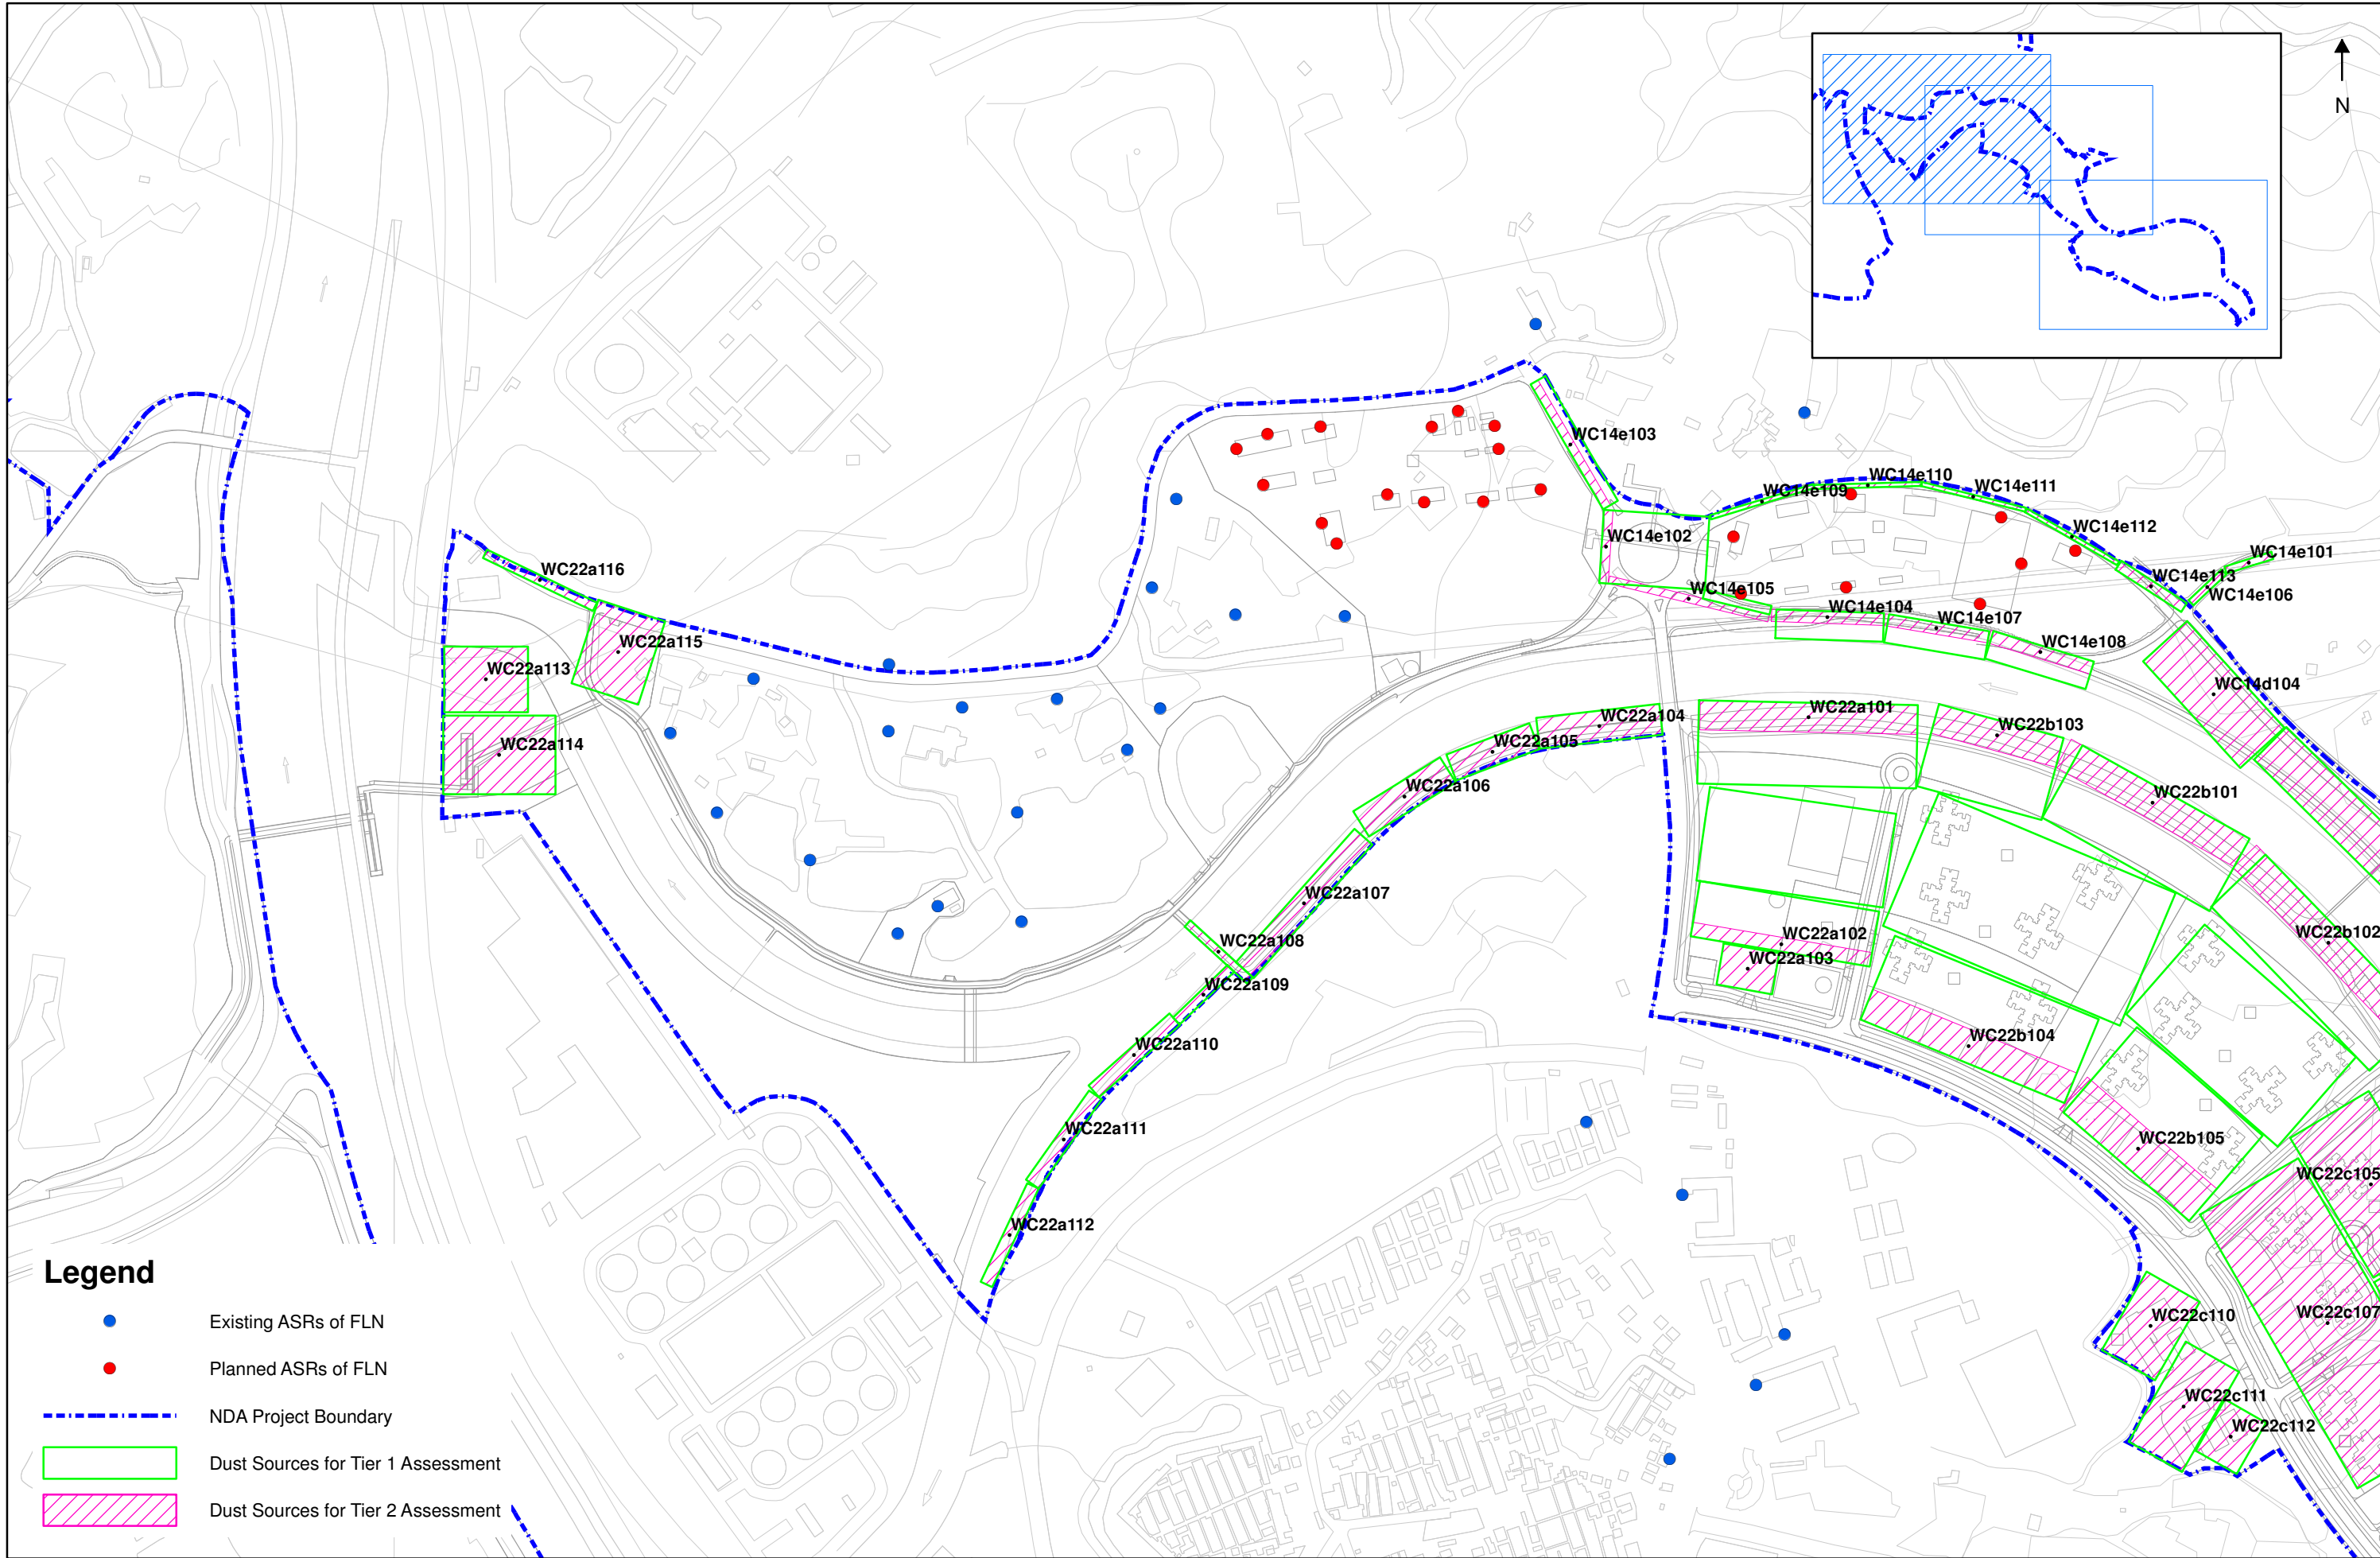 N
WC14e103
WC14e110
WC14e109
WC14e111
WC14e112
WC14e102
WC14e101
WC22a116
WC14e113
WC14e105
WC14e106
WC14e104
WC14e107
WC22a115
WC14e108
WC22a113
WC14d104
WC22a101
WC22a104
WC22b103
WC22a114
WC22a105
WC22a106
WC22b101
WC22a107
WC22a102
WC22b102
WC22a108
WC22a103
WC22a109
WC22b104
WC22a110
WC22a111
WC22b105
WC22c105
WC22a112
WC22c107
WC22c110
WC22c111
WC22c112
Legend
Existing ASRs of FLN
Planned ASRs of FLN
NDA Project Boundary
Dust Sources for Tier 1 Assessment
Dust Sources for Tier 2 Assessment